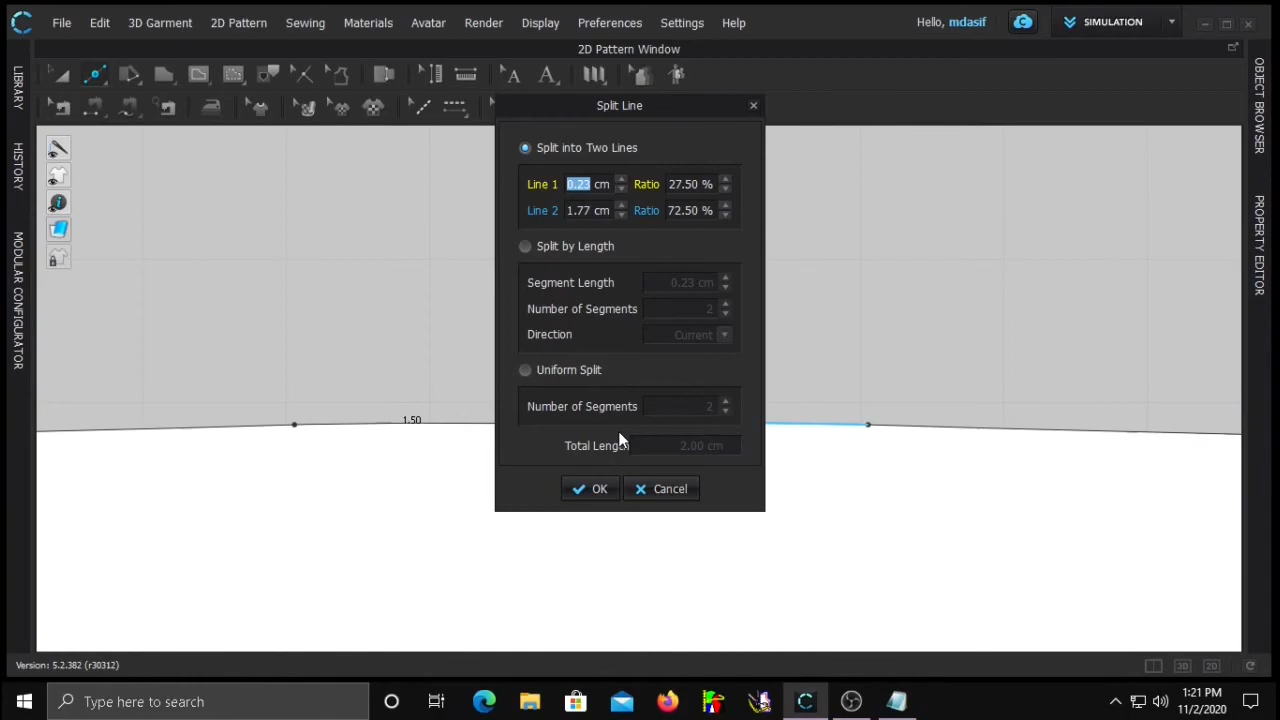 File Edit 3D Garment 2D Pattern Sewing Materials Avatar Render Display Preferences Settings Help Hello, mdasif SIMULATION
2D Pattern Window
LIBRARY
HISTORY
MODULAR CONFIGURATOR
OBJECT BROWSER
PROPERTY EDITOR
Split Line
Split into Two Lines
Line 1 0.23 cm Ratio 27.50 %
Line 2 1.77 cm Ratio 72.50 %
Split by Length
Segment Length 0.23 cm
Number of Segments 2
Direction Current
Uniform Split
Number of Segments 2
Total Length 2.00 cm
OK Cancel
1.50
Version: 5.2.382 (r30312) 3D 2D
Type here to search
1:21 PM
11/2/2020